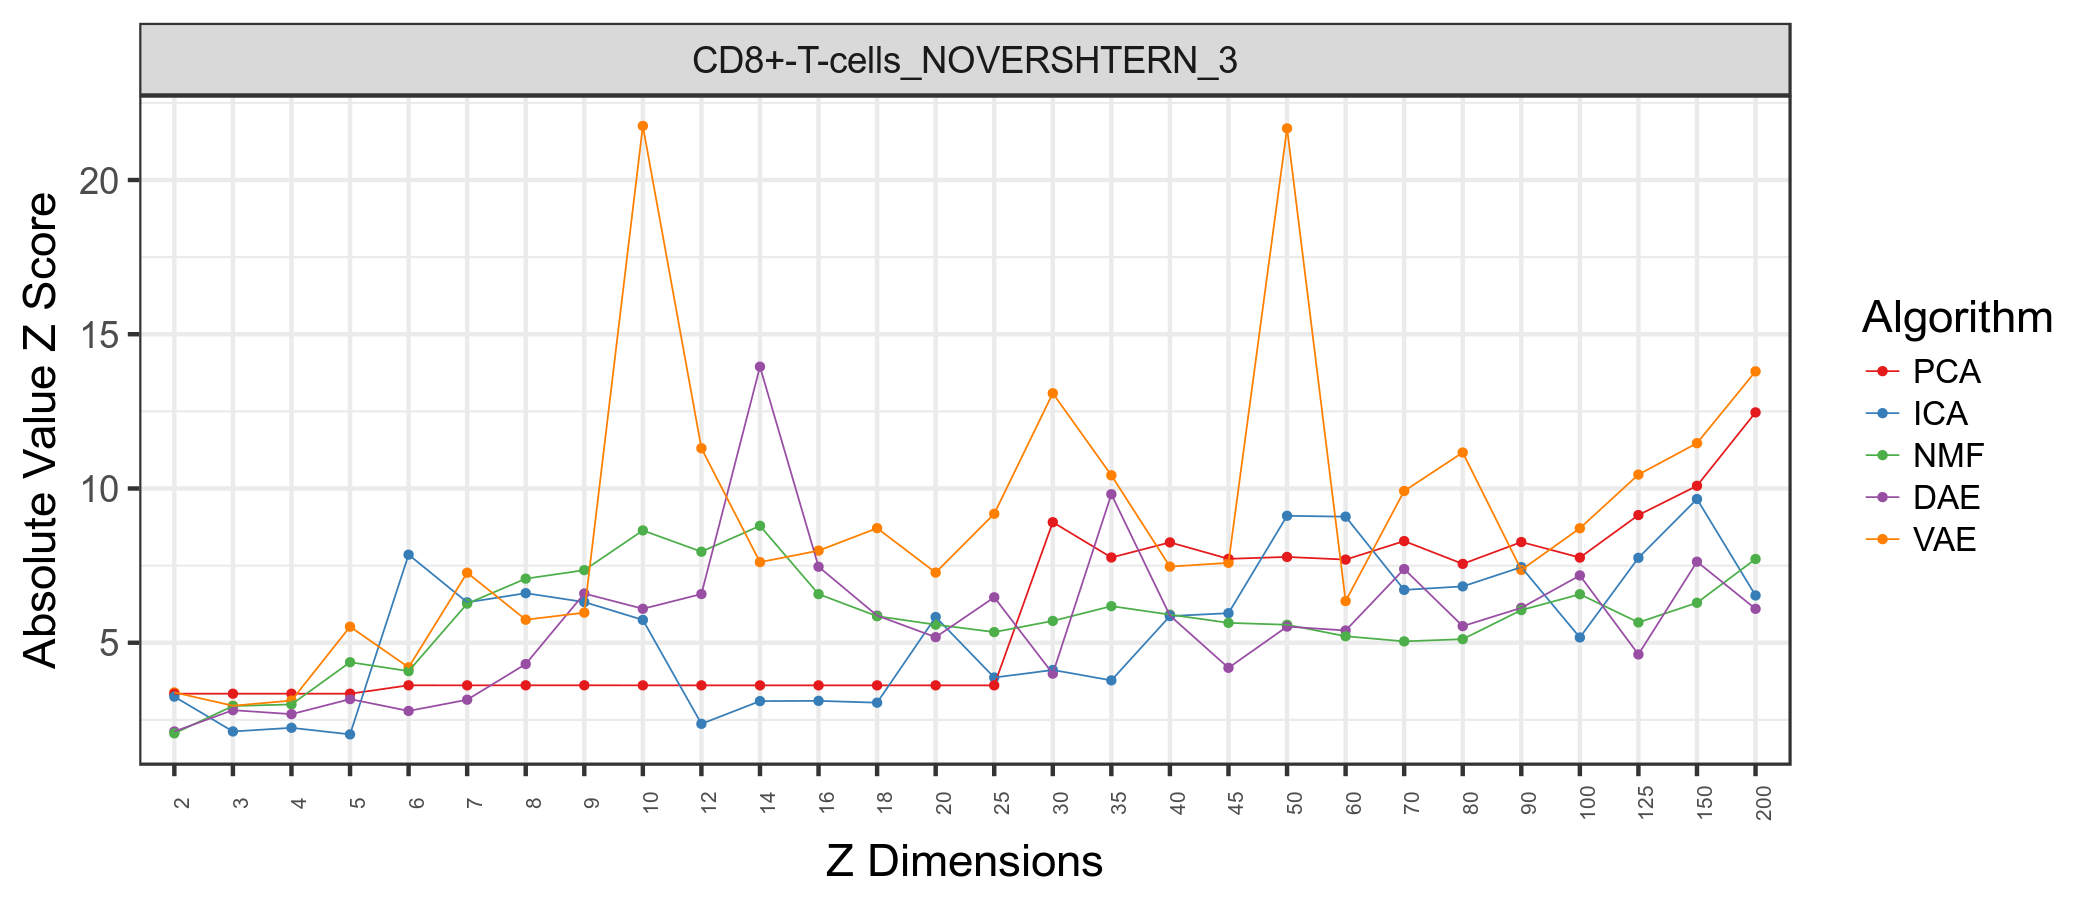 CD8+-T-cells_NOVERSHTERN_3
Absolute Value Z Score
20
15
10
5
2 3 4 5 6 7 8 9 10 12 14 16 18 20 25 30 35 40 45 50 60 70 80 90 100 125 150 200
Z Dimensions
Algorithm
PCA
ICA
NMF
DAE
VAE